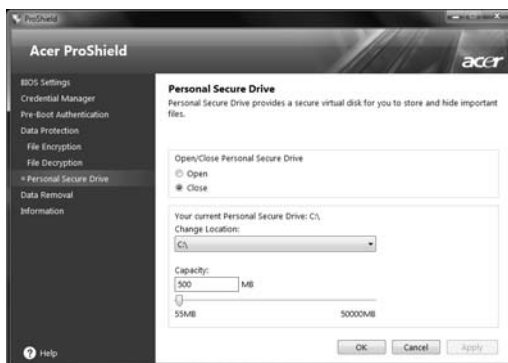 ProShield
Acer ProShield
acer
BIOS Settings
Credential Manager
Pre-Boot Authentication
Data Protection
File Encryption
File Decryption
Personal Secure Drive
Data Removal
Information
Help
Personal Secure Drive
Personal Secure Drive provides a secure virtual disk for you to store and hide important
files.
Open/Close Personal Secure Drive
Open
Close
Your current Personal Secure Drive: C:\,
Change Location:
C:\
Capacity:
500 MB
55MB 50000MB
OK Cancel Apply